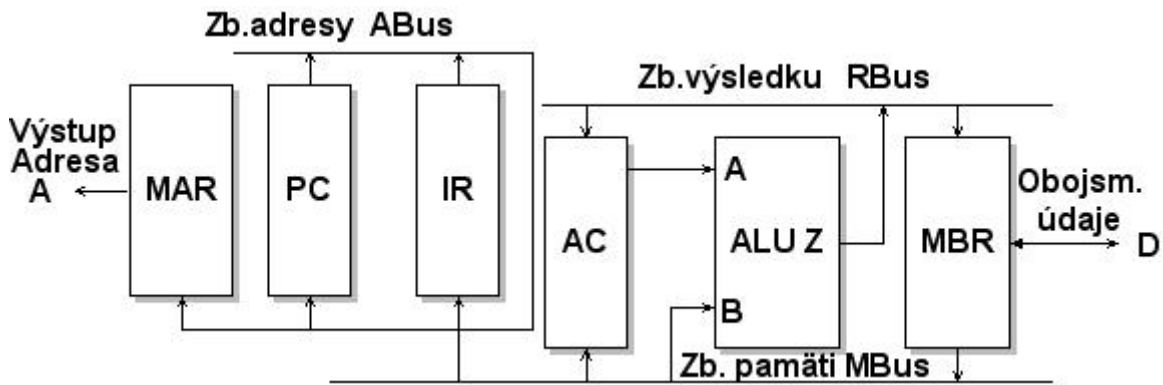 Zb.adresy ABus
Zb.výsledku RBus
Výstup
Adresa
A
MAR
PC
IR
AC
A
ALU Z
B
MBR
Obojsm.
údaje
D
Zb. pamäti MBus